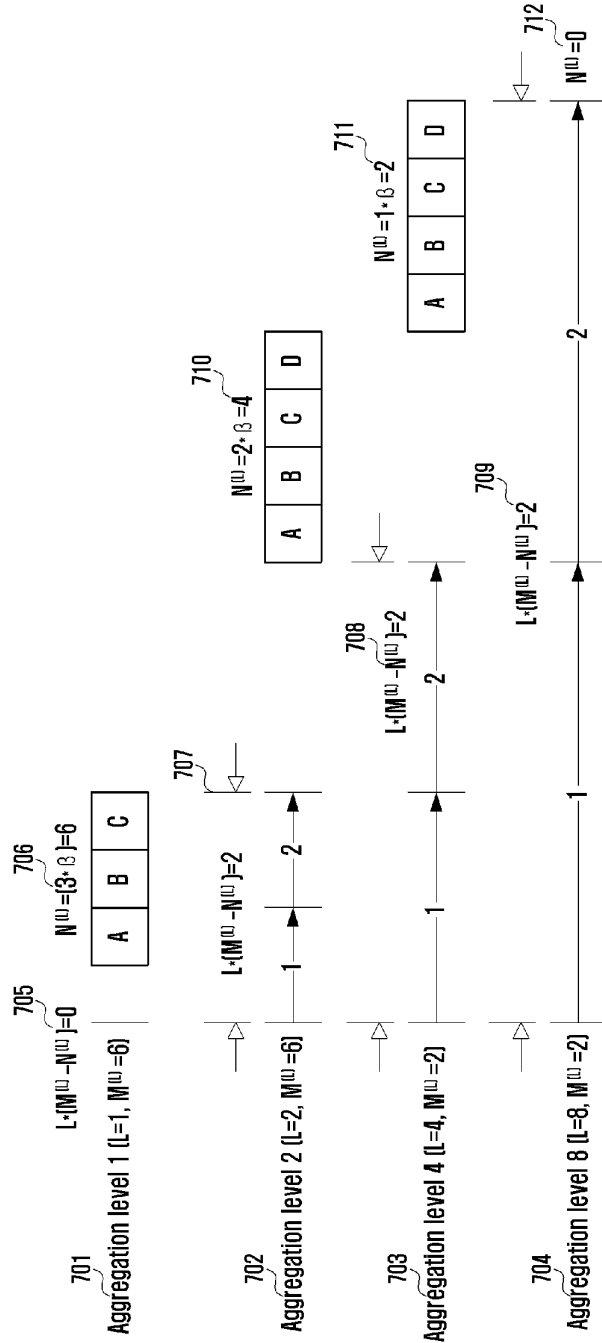 701
Aggregation level 1 (L=1, M⁽ᴸ⁾=6)
705
L*(M⁽ᴸ⁾-N⁽ᴸ⁾)=0
706
N⁽ᴸ⁾=(3*β)=6
A B C
702
Aggregation level 2 (L=2, M⁽ᴸ⁾=6)
L*(M⁽ᴸ⁾-N⁽ᴸ⁾)=2
707
1 2
710
N⁽ᴸ⁾=2*β=4
A B C D
703
Aggregation level 4 (L=4, M⁽ᴸ⁾=2)
708
L*(M⁽ᴸ⁾-N⁽ᴸ⁾)=2
1 2
711
N⁽ᴸ⁾=1*β=2
A B C D
704
Aggregation level 8 (L=8, M⁽ᴸ⁾=2)
709
L*(M⁽ᴸ⁾-N⁽ᴸ⁾)=2
1 2
712
N⁽ᴸ⁾=0